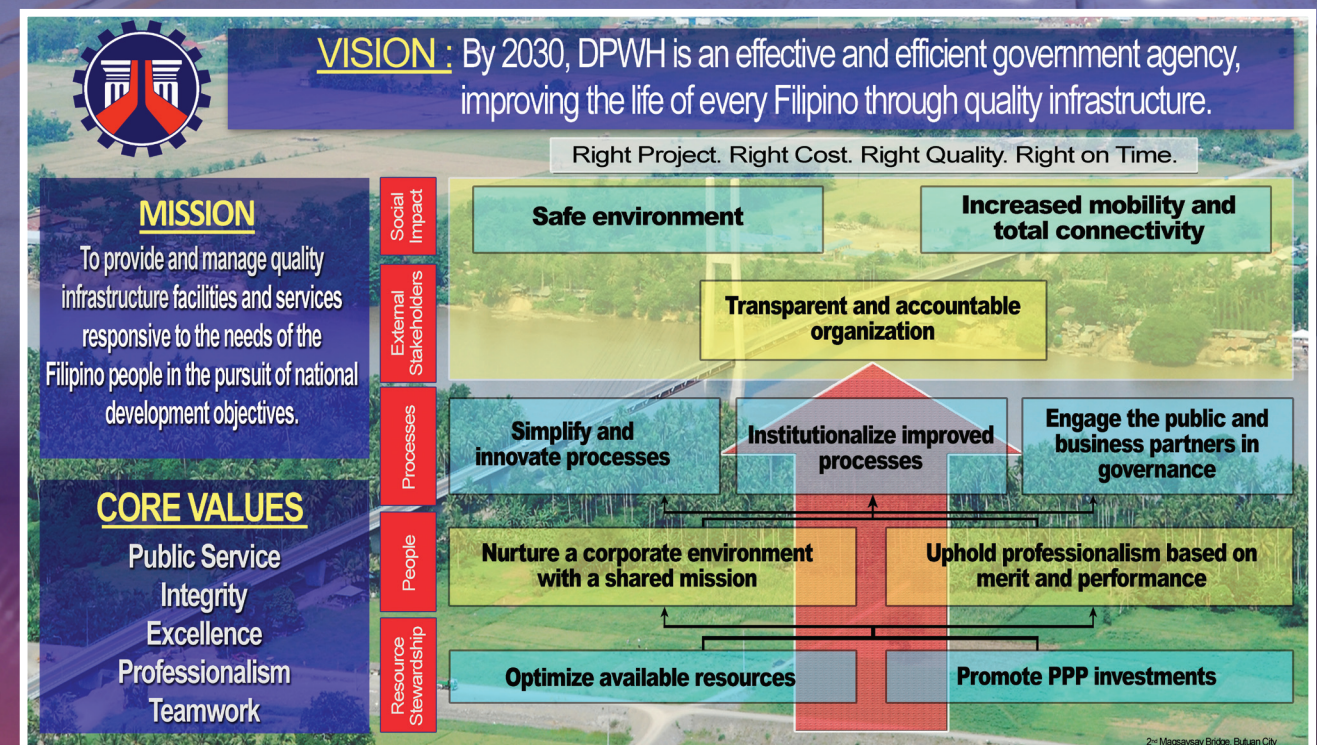 VISION : By 2030, DPWH is an effective and efficient government agency,
improving the life of every Filipino through quality infrastructure.
Right Project. Right Cost. Right Quality. Right on Time.
MISSION
To provide and manage quality
infrastructure facilities and services
responsive to the needs of the
Filipino people in the pursuit of national
development objectives.
CORE VALUES
Public Service
Integrity
Excellence
Professionalism
Teamwork
Social
Impact
Safe environment
Increased mobility and
total connectivity
External
Stakeholders
Transparent and accountable
organization
Processes
Simplify and
innovate processes
Institutionalize improved
processes
Engage the public and
business partners in
governance
People
Nurture a corporate environment
with a shared mission
Uphold professionalism based on
merit and performance
Resource
Stewardship
Optimize available resources
Promote PPP investments
2nd Magsaysay Bridge, Butuan City